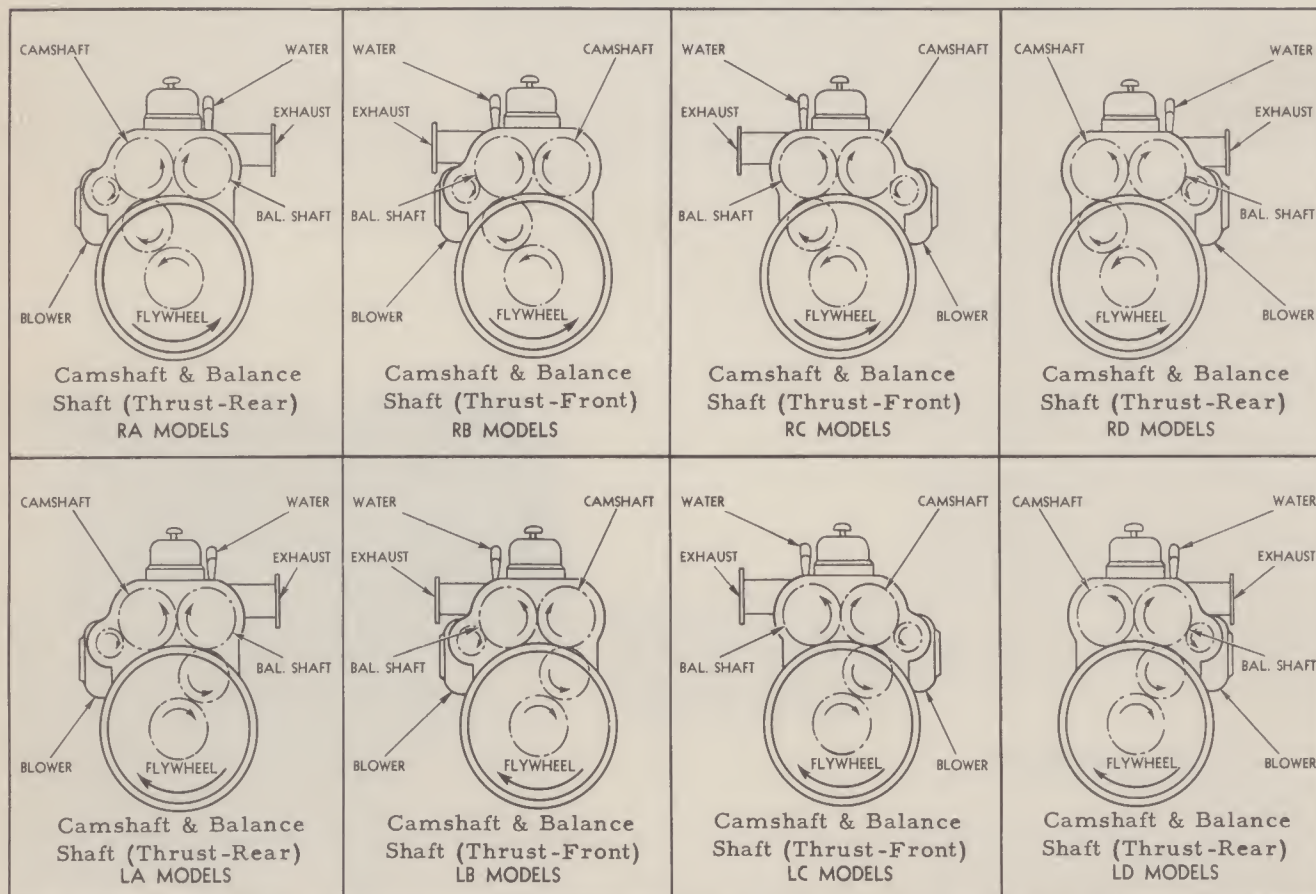 CAMSHAFT
WATER
EXHAUST
BAL. SHAFT
BLOWER
FLYWHEEL
Camshaft & Balance
Shaft (Thrust-Rear)
RA MODELS
WATER
CAMSHAFT
EXHAUST
BAL. SHAFT
BLOWER
FLYWHEEL
Camshaft & Balance
Shaft (Thrust-Front)
RB MODELS
WATER
CAMSHAFT
EXHAUST
BAL. SHAFT
FLYWHEEL
BLOWER
Camshaft & Balance
Shaft (Thrust-Front)
RC MODELS
CAMSHAFT
WATER
EXHAUST
BAL. SHAFT
FLYWHEEL
BLOWER
Camshaft & Balance
Shaft (Thrust-Rear)
RD MODELS
CAMSHAFT
WATER
EXHAUST
BAL. SHAFT
BLOWER
FLYWHEEL
Camshaft & Balance
Shaft (Thrust-Rear)
LA MODELS
WATER
CAMSHAFT
EXHAUST
BAL. SHAFT
BLOWER
FLYWHEEL
Camshaft & Balance
Shaft (Thrust-Front)
LB MODELS
WATER
CAMSHAFT
EXHAUST
BAL. SHAFT
FLYWHEEL
BLOWER
Camshaft & Balance
Shaft (Thrust-Front)
LC MODELS
CAMSHAFT
WATER
EXHAUST
BAL. SHAFT
FLYWHEEL
BLOWER
Camshaft & Balance
Shaft (Thrust-Rear)
LD MODELS